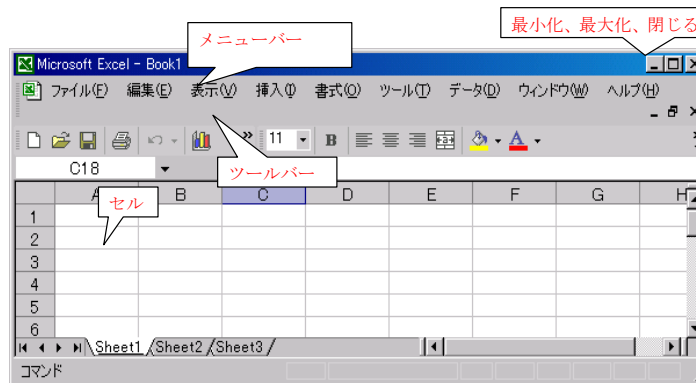 メニューバー
最小化、最大化、閉じる
Microsoft Excel - Book1
ファイル(F) 編集(E) 表示(V) 挿入(I) 書式(O) ツール(T) データ(D) ウィンドウ(W) ヘルプ(H)
» 11 B A
C18 ツールバー
A B C D E F G H
セル
1
2
3
4
5
6
Sheet1 Sheet2 Sheet3
コマンド